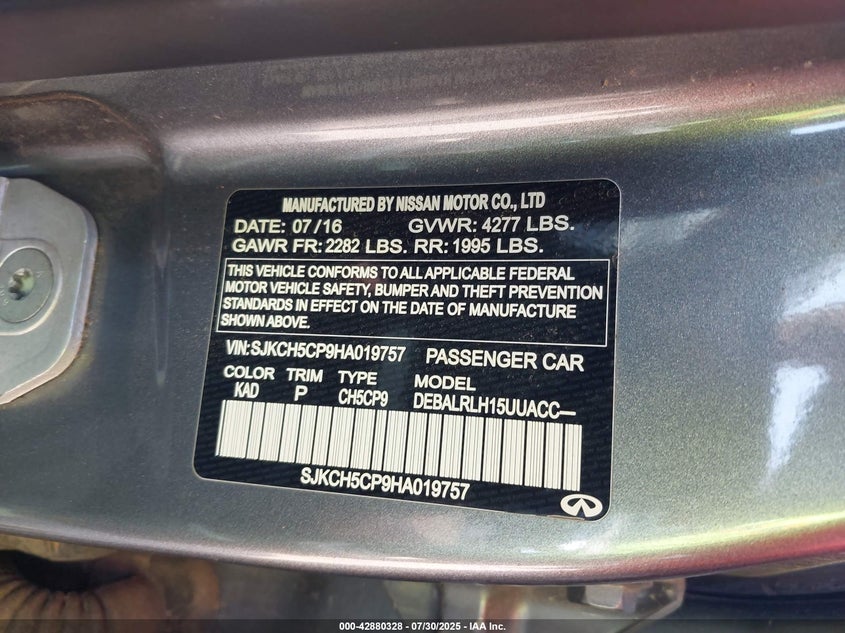 MANUFACTURED BY NISSAN MOTOR CO., LTD
DATE: 07/16 GVWR: 4277 LBS.
GAWR FR: 2282 LBS. RR: 1995 LBS.
THIS VEHICLE CONFORMS TO ALL APPLICABLE FEDERAL
MOTOR VEHICLE SAFETY, BUMPER AND THEFT PREVENTION
STANDARDS IN EFFECT ON THE DATE OF MANUFACTURE
SHOWN ABOVE.
VIN:SJKCH5CP9HA019757 PASSENGER CAR
COLOR TRIM TYPE MODEL
KAD P CH5CP9 DEBALRLH15UUACC—
SJKCH5CP9HA019757
000-42880328 - 07/30/2025 - IAA Inc.